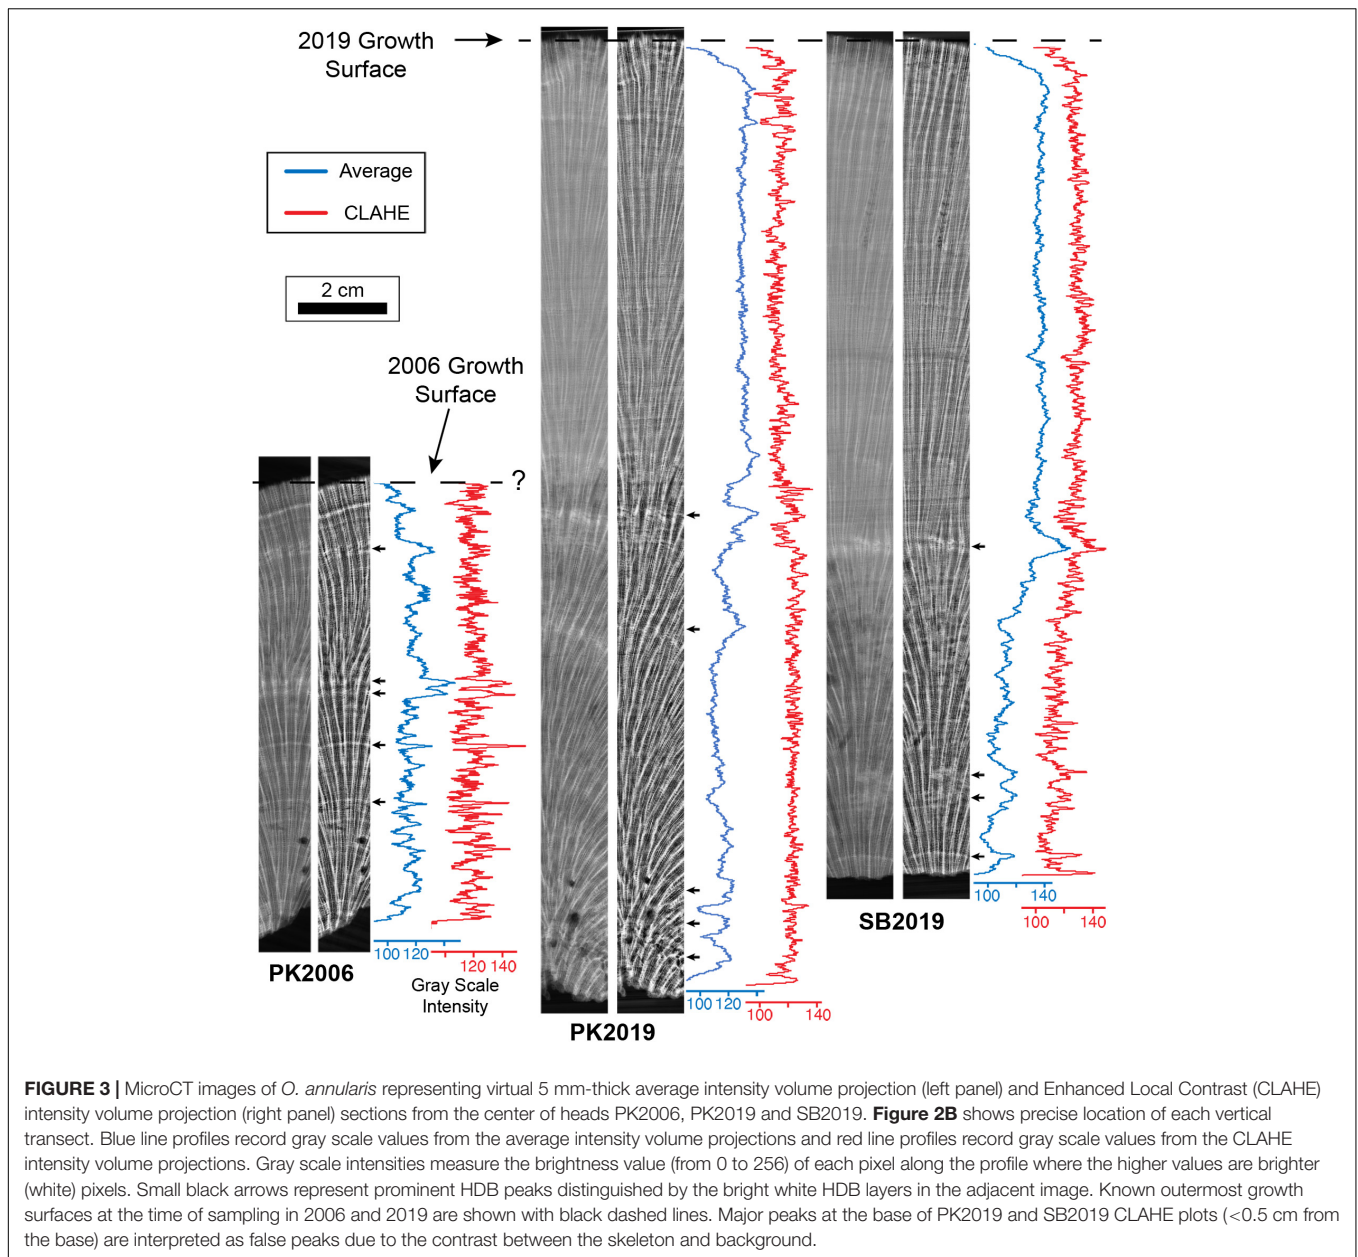 2019 Growth
Surface
Average
CLAHE
2 cm
2006 Growth
Surface
?
100 120
120 140
Gray Scale
Intensity
PK2006
100 120
100 140
PK2019
100 140
100 140
SB2019
FIGURE 3 | MicroCT images of O. annularis representing virtual 5 mm-thick average intensity volume projection (left panel) and Enhanced Local Contrast (CLAHE)
intensity volume projection (right panel) sections from the center of heads PK2006, PK2019 and SB2019. Figure 2B shows precise location of each vertical
transect. Blue line profiles record gray scale values from the average intensity volume projections and red line profiles record gray scale values from the CLAHE
intensity volume projections. Gray scale intensities measure the brightness value (from 0 to 256) of each pixel along the profile where the higher values are brighter
(white) pixels. Small black arrows represent prominent HDB peaks distinguished by the bright white HDB layers in the adjacent image. Known outermost growth
surfaces at the time of sampling in 2006 and 2019 are shown with black dashed lines. Major peaks at the base of PK2019 and SB2019 CLAHE plots (<0.5 cm from
the base) are interpreted as false peaks due to the contrast between the skeleton and background.